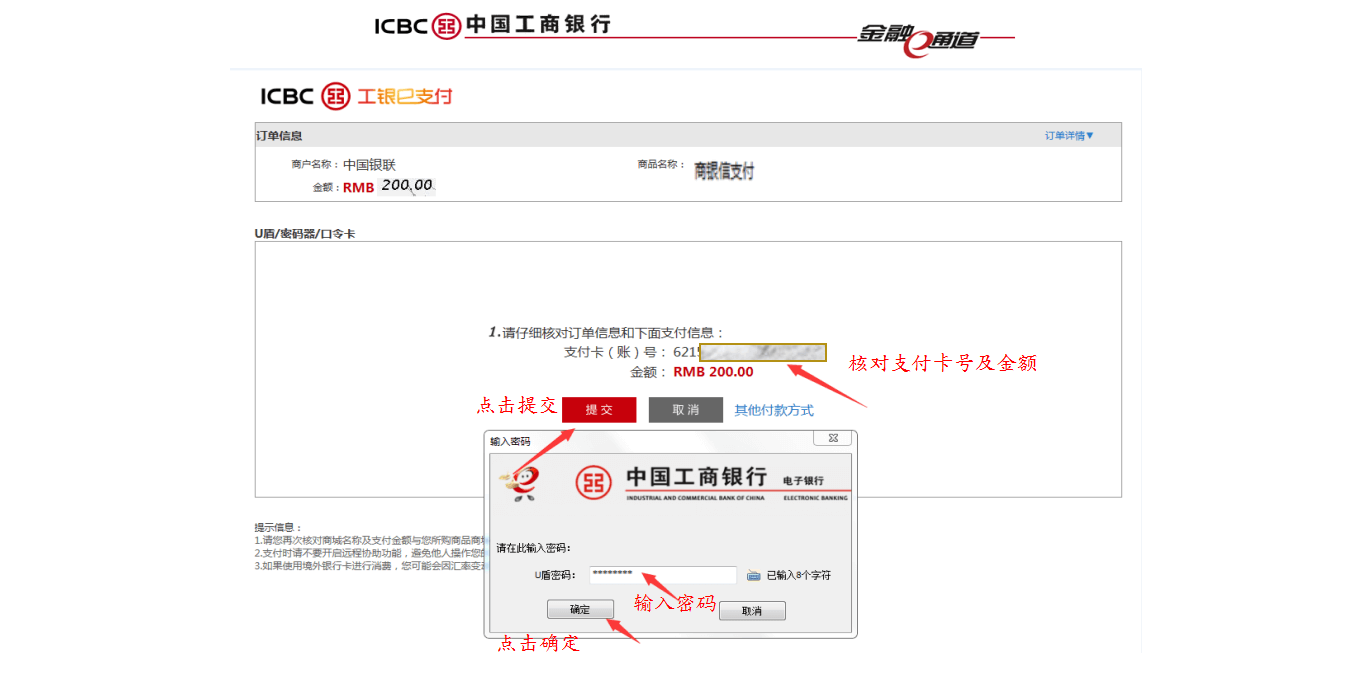 ICBC 中国工商银行
金融e通道
ICBC 工银e支付
订单信息 订单详情▼
商户名称：中国银联 商品名称：商银信支付
金额：RMB 200.00
U盾/密码器/口令卡
1.请仔细核对订单信息和下面支付信息：
支付卡（账）号：6215
核对支付卡号及金额
金额：RMB 200.00
点击提交 提 交 取 消 其他付款方式
输入密码
中国工商银行 电子银行
INDUSTRIAL AND COMMERCIAL BANK OF CHINA ELECTRONIC BANKING
提示信息：
1.请您再次核对商城名称及支付金额与您所购商品商
2.支付时请不要开启远程协助功能，避免他人操作您
3.如果使用境外银行卡进行消费，您可能会因汇率变
请在此输入密码：
U盾密码： ******** 已输入8个字符
输入密码
确定 取消
点击确定